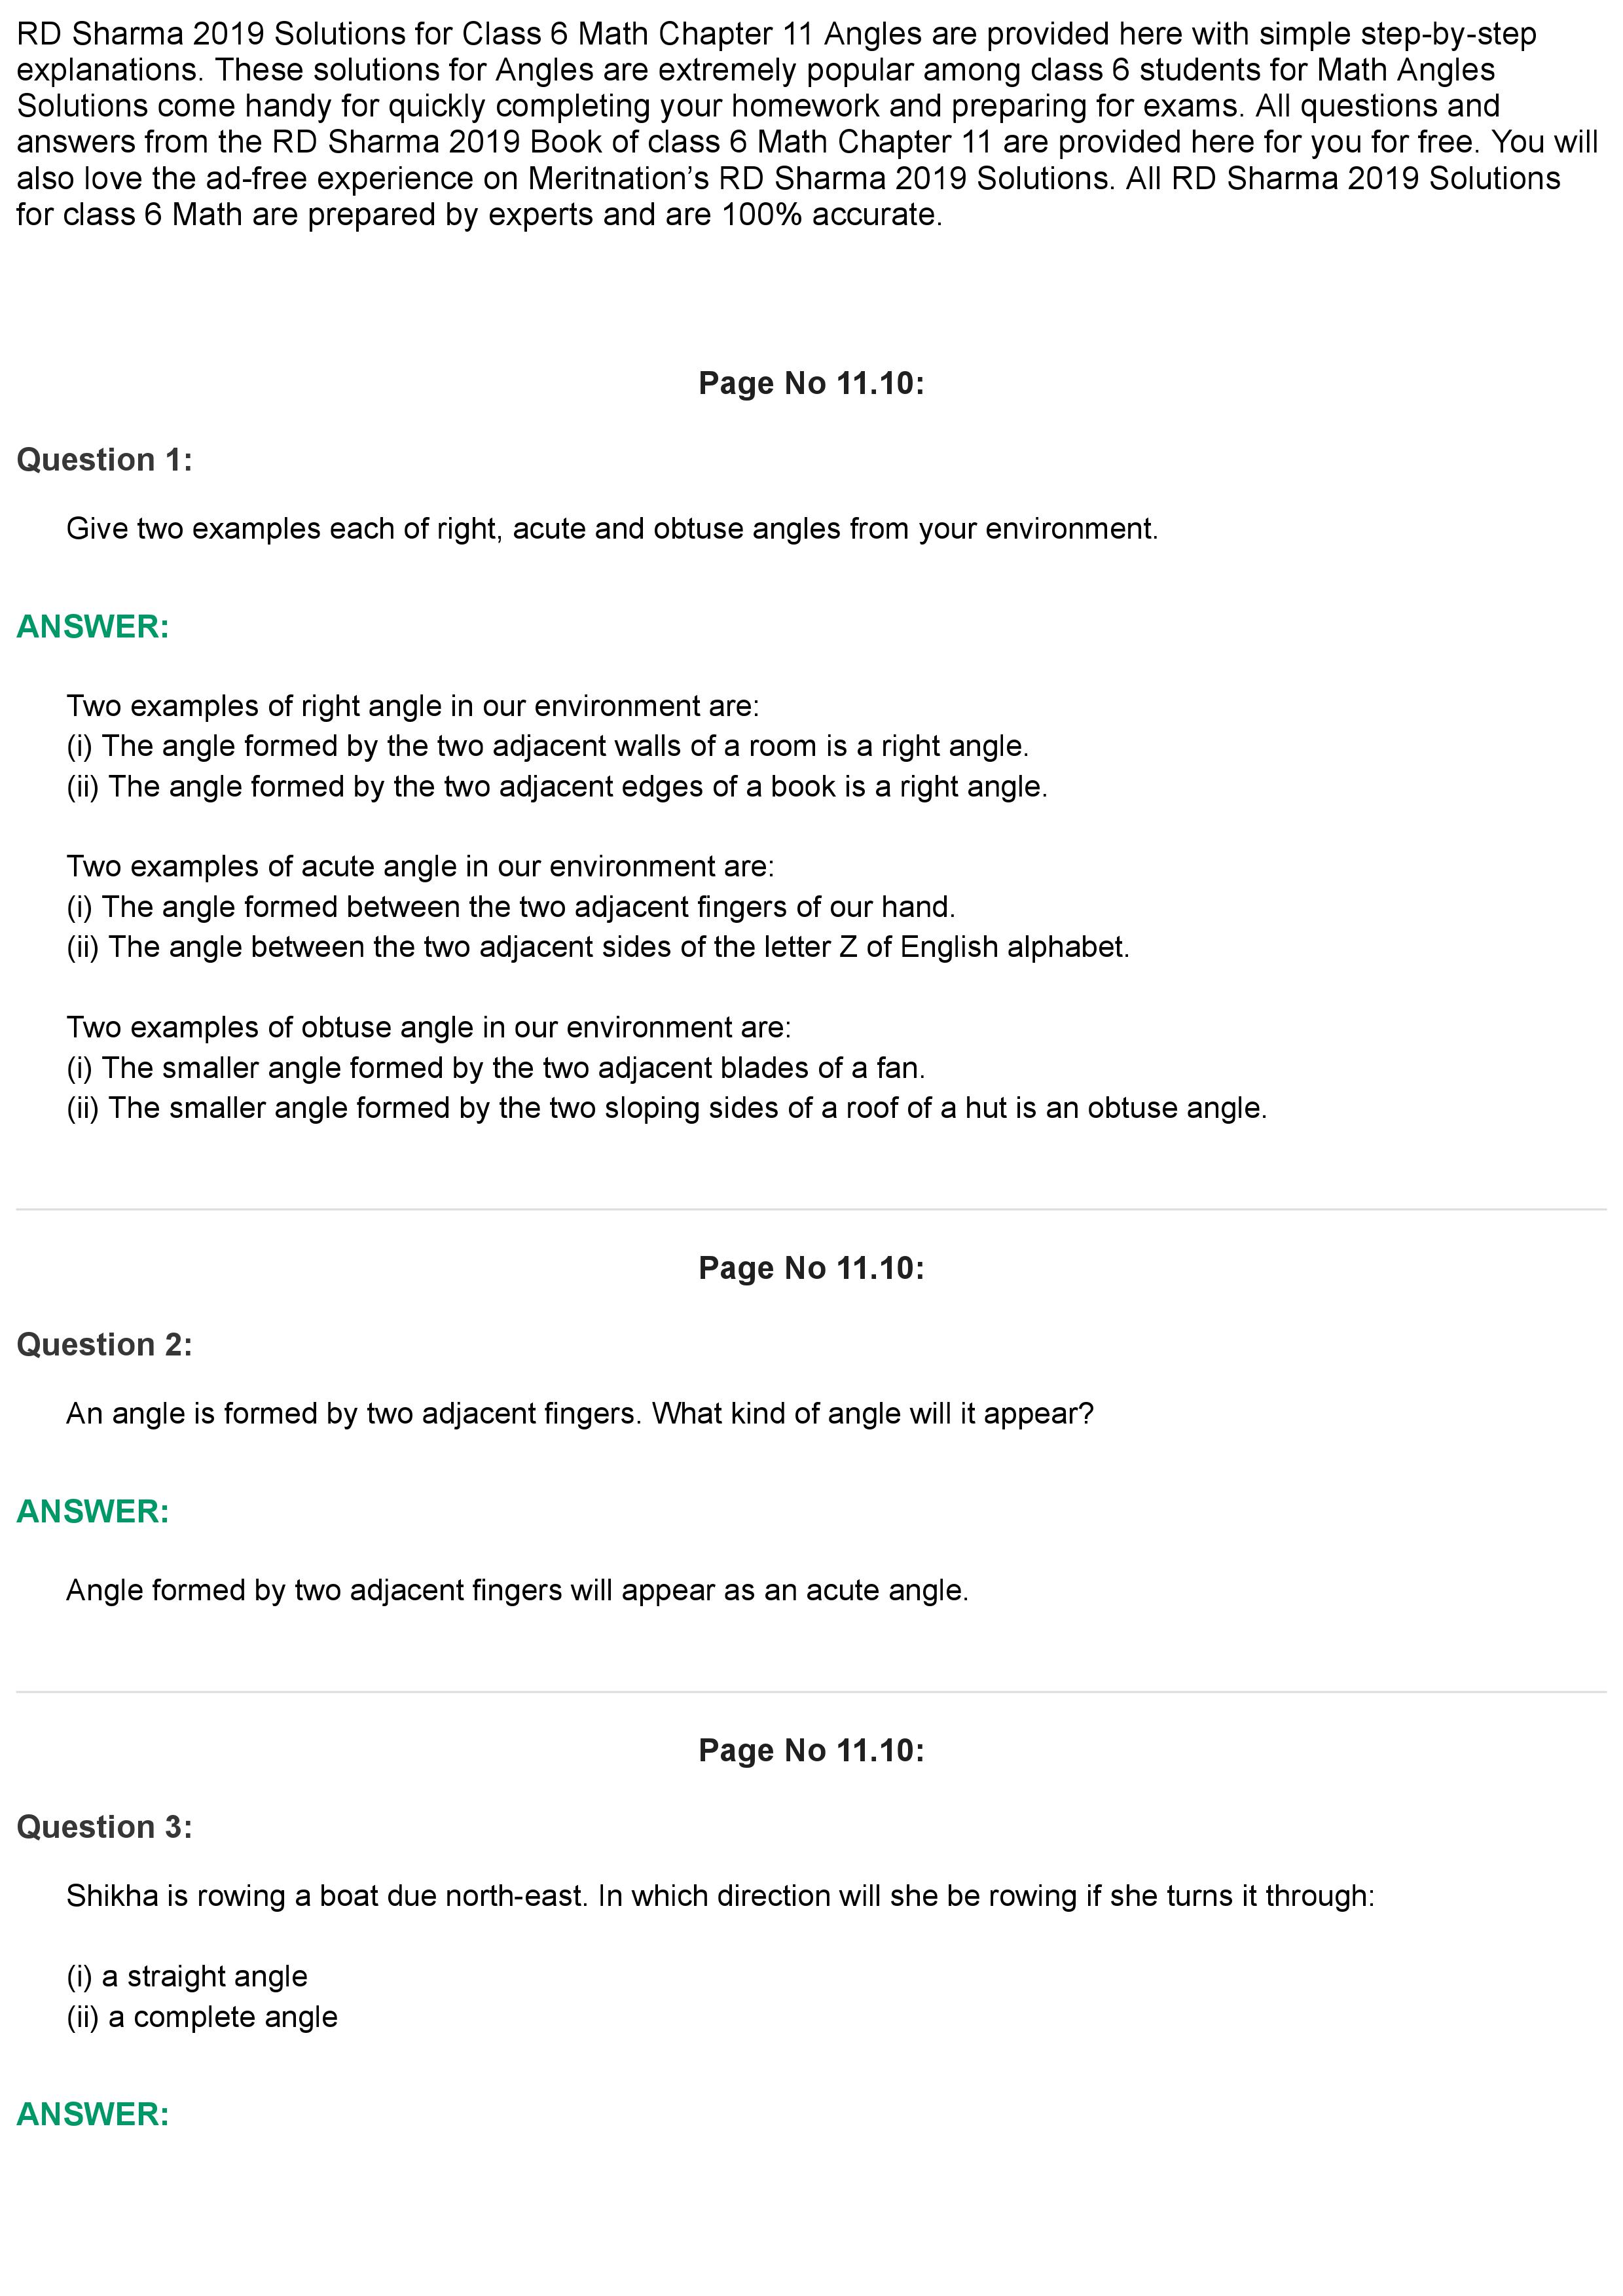 RD Sharma 2019 Solutions for Class 6 Math Chapter 11 Angles are provided here with simple step-by-step
explanations. These solutions for Angles are extremely popular among class 6 students for Math Angles
Solutions come handy for quickly completing your homework and preparing for exams. All questions and
answers from the RD Sharma 2019 Book of class 6 Math Chapter 11 are provided here for you for free. You will
also love the ad-free experience on Meritnation’s RD Sharma 2019 Solutions. All RD Sharma 2019 Solutions
for class 6 Math are prepared by experts and are 100% accurate.
Page No 11.10:
Question 1:
Give two examples each of right, acute and obtuse angles from your environment.
ANSWER:
Two examples of right angle in our environment are:
(i) The angle formed by the two adjacent walls of a room is a right angle.
(ii) The angle formed by the two adjacent edges of a book is a right angle.
Two examples of acute angle in our environment are:
(i) The angle formed between the two adjacent fingers of our hand.
(ii) The angle between the two adjacent sides of the letter Z of English alphabet.
Two examples of obtuse angle in our environment are:
(i) The smaller angle formed by the two adjacent blades of a fan.
(ii) The smaller angle formed by the two sloping sides of a roof of a hut is an obtuse angle.
Page No 11.10:
Question 2:
An angle is formed by two adjacent fingers. What kind of angle will it appear?
ANSWER:
Angle formed by two adjacent fingers will appear as an acute angle.
Page No 11.10:
Question 3:
Shikha is rowing a boat due north-east. In which direction will she be rowing if she turns it through:
(i) a straight angle
(ii) a complete angle
ANSWER: